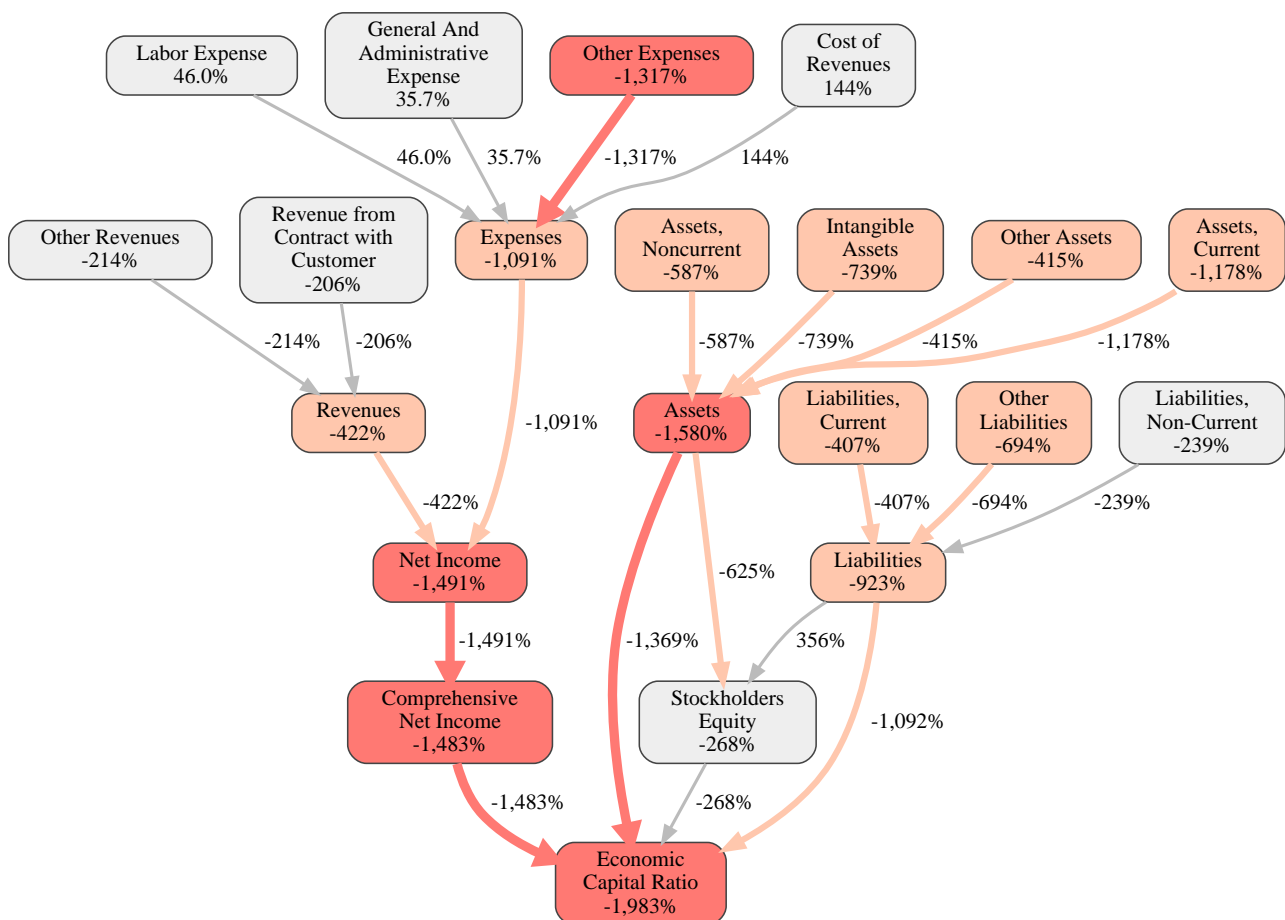 Labor Expense
46.0%
General And
Administrative
Expense
35.7%
Other Expenses
-1,317%
Cost of
Revenues
144%
46.0%
35.7%
-1,317%
144%
Other Revenues
-214%
Revenue from
Contract with
Customer
-206%
Expenses
-1,091%
Assets,
Noncurrent
-587%
Intangible
Assets
-739%
Other Assets
-415%
Assets,
Current
-1,178%
-214%
-206%
-587%
-739%
-415%
-1,178%
Revenues
-422%
-1,091%
Assets
-1,580%
Liabilities,
Current
-407%
Other
Liabilities
-694%
Liabilities,
Non-Current
-239%
-422%
-407%
-694%
-239%
Net Income
-1,491%
-625%
Liabilities
-923%
-1,491%
-1,369%
356%
Comprehensive
Net Income
-1,483%
Stockholders
Equity
-268%
-1,092%
-1,483%
-268%
Economic
Capital Ratio
-1,983%